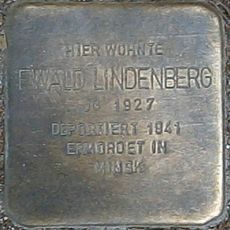 HIER WOHNTE
EWALD LINDENBERG
JG 1927
DEPORTIERT 1941
ERMORDET IN
MINSK